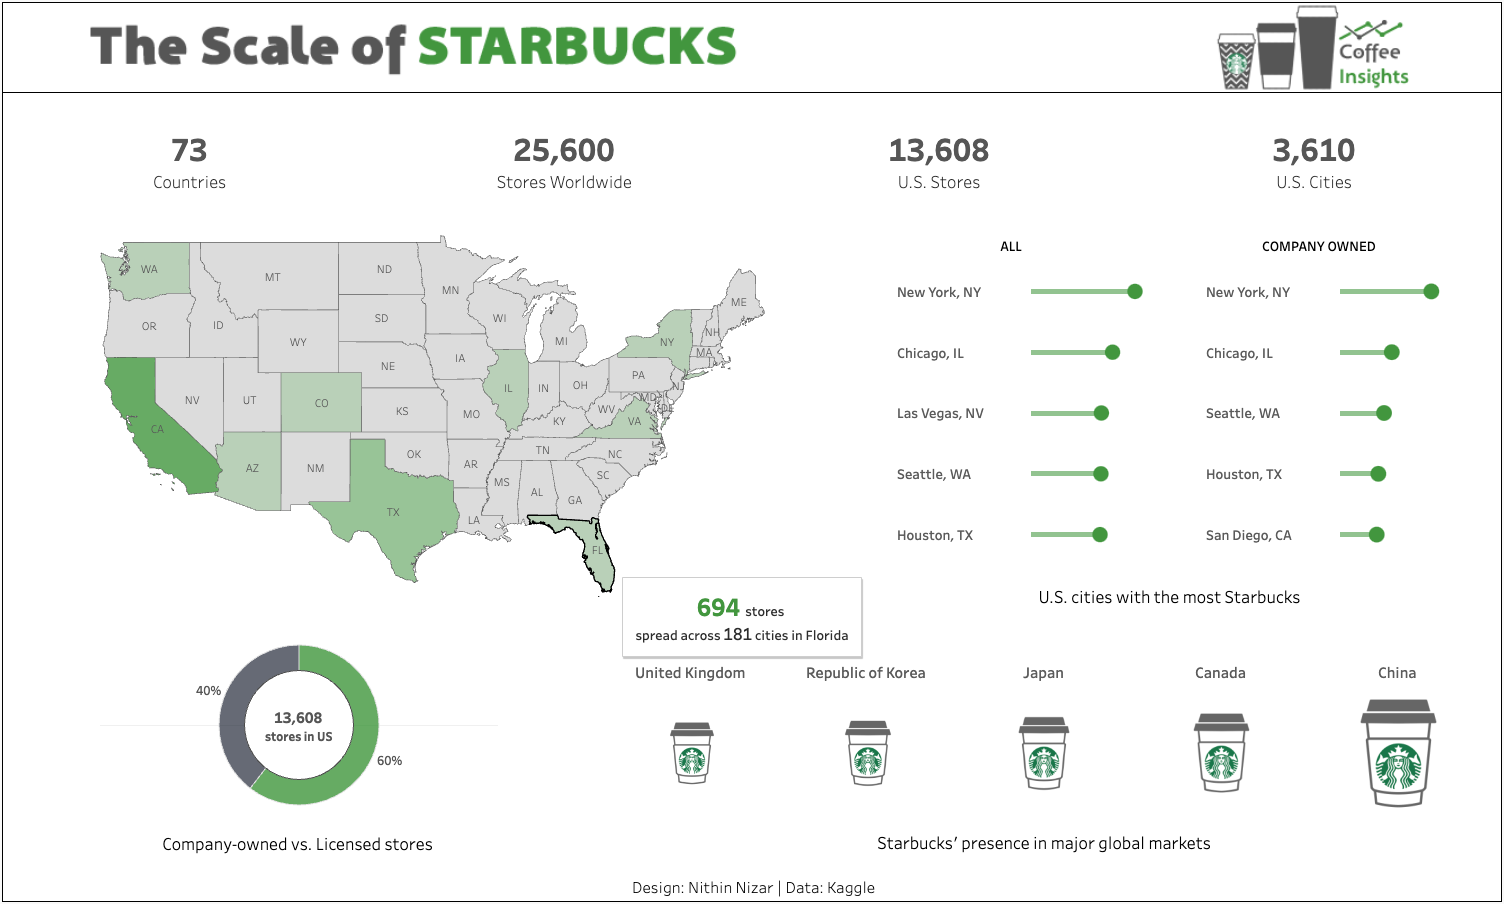 The Scale of STARBUCKS
Coffee
Insights
73
Countries
25,600
Stores Worldwide
13,608
U.S. Stores
3,610
U.S. Cities
WA
MT
ND
MN
OR
ID
WY
SD
WI
MI
NY
ME
NH
MA
NV
UT
CO
NE
IA
IL
IN
OH
PA
NJ
MD
DE
CA
KS
MO
KY
WV
VA
AZ
NM
OK
AR
TN
NC
SC
TX
LA
MS
AL
GA
FL
694 stores
spread across 181 cities in Florida
ALL
New York, NY
Chicago, IL
Las Vegas, NV
Seattle, WA
Houston, TX
COMPANY OWNED
New York, NY
Chicago, IL
Seattle, WA
Houston, TX
San Diego, CA
U.S. cities with the most Starbucks
40%
13,608
stores in US
60%
Company-owned vs. Licensed stores
United Kingdom
Republic of Korea
Japan
Canada
China
Starbucks' presence in major global markets
Design: Nithin Nizar | Data: Kaggle